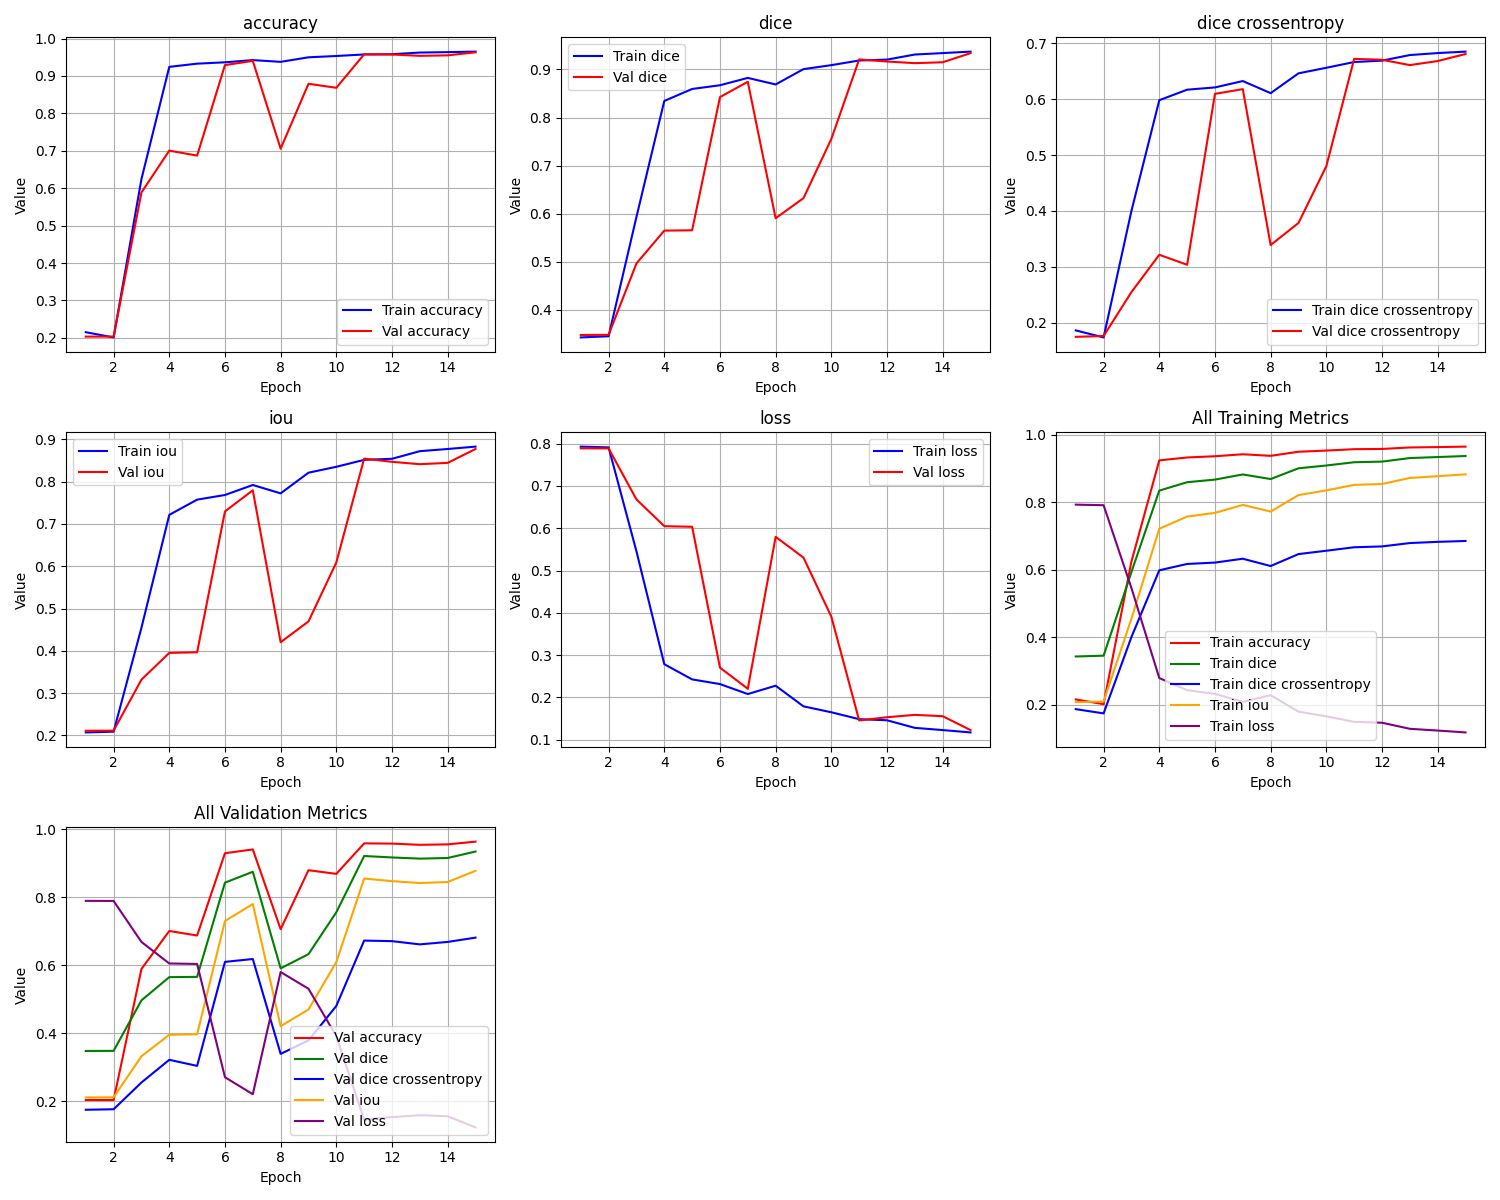 accuracy
1.0
0.9
0.8
0.7
0.6
0.5
0.4
0.3
0.2
Value
Train accuracy
Val accuracy
2 4 6 8 10 12 14
Epoch
dice
0.9
0.8
0.7
0.6
0.5
0.4
Value
Train dice
Val dice
2 4 6 8 10 12 14
Epoch
dice crossentropy
0.7
0.6
0.5
0.4
0.3
0.2
Value
Train dice crossentropy
Val dice crossentropy
2 4 6 8 10 12 14
Epoch
iou
0.9
0.8
0.7
0.6
0.5
0.4
0.3
0.2
Value
Train iou
Val iou
2 4 6 8 10 12 14
Epoch
loss
0.8
0.7
0.6
0.5
0.4
0.3
0.2
0.1
Value
Train loss
Val loss
2 4 6 8 10 12 14
Epoch
All Training Metrics
1.0
0.8
0.6
0.4
0.2
Value
Train accuracy
Train dice
Train dice crossentropy
Train iou
Train loss
2 4 6 8 10 12 14
Epoch
All Validation Metrics
1.0
0.8
0.6
0.4
0.2
Value
Val accuracy
Val dice
Val dice crossentropy
Val iou
Val loss
2 4 6 8 10 12 14
Epoch